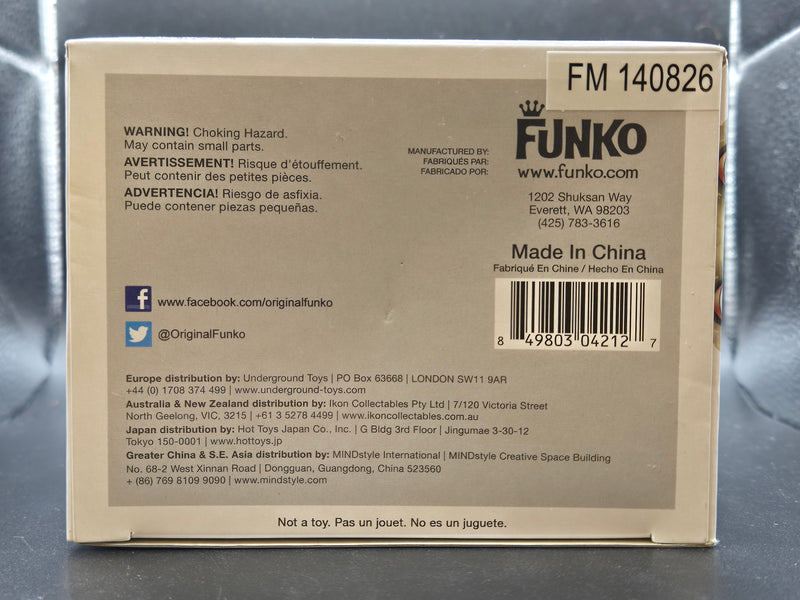 FM 140826
WARNING! Choking Hazard.
May contain small parts.
AVERTISSEMENT! Risque d'étouffement.
Peut contenir des petites pièces.
ADVERTENCIA! Riesgo de asfixia.
Puede contener piezas pequeñas.
MANUFACTURED BY:
FABRIQUÉS PAR:
FABRICADO POR:
FUNKO
www.funko.com
1202 Shuksan Way
Everett, WA 98203
(425) 783-3616
Made In China
Fabriqué En Chine / Hecho En China
8 49803 04212 7
f www.facebook.com/originalfunko
@OriginalFunko
Europe distribution by: Underground Toys | PO Box 63668 | LONDON SW11 9AR
+44 (0) 1708 374 499 | www.underground-toys.com
Australia & New Zealand distribution by: Ikon Collectables Pty Ltd | 7/120 Victoria Street
North Geelong, VIC, 3215 | +61 3 5278 4499 | www.ikoncollectables.com.au
Japan distribution by: Hot Toys Japan Co., Inc. | G Bldg 3rd Floor | Jingumae 3-30-12
Tokyo 150-0001 | www.hottoys.jp
Greater China & S.E. Asia distribution by: MINDstyle International | MINDstyle Creative Space Building
No. 68-2 West Xinnan Road | Dongguan, Guangdong, China 523560
+ (86) 769 8109 9090 | www.mindstyle.com
Not a toy. Pas un jouet. No es un juguete.